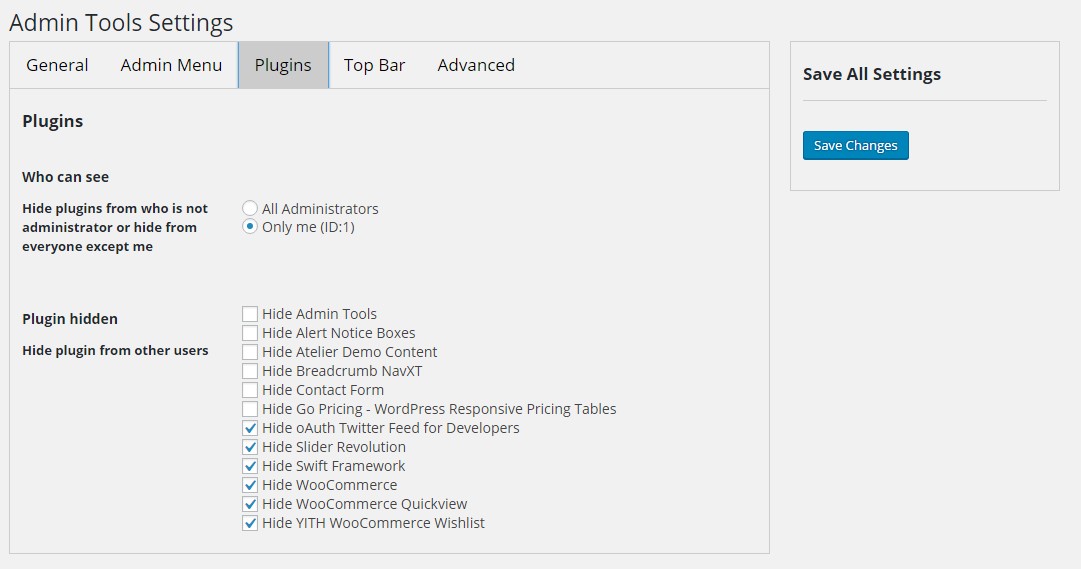 Admin Tools Settings
General
Admin Menu
Plugins
Top Bar
Advanced
Plugins
Who can see
Hide plugins from who is not
administrator or hide from
everyone except me
All Administrators
Only me (ID:1)
Plugin hidden
Hide plugin from other users
Hide Admin Tools
Hide Alert Notice Boxes
Hide Atelier Demo Content
Hide Breadcrumb NavXT
Hide Contact Form
Hide Go Pricing - WordPress Responsive Pricing Tables
Hide oAuth Twitter Feed for Developers
Hide Slider Revolution
Hide Swift Framework
Hide WooCommerce
Hide WooCommerce Quickview
Hide YITH WooCommerce Wishlist
Save All Settings
Save Changes